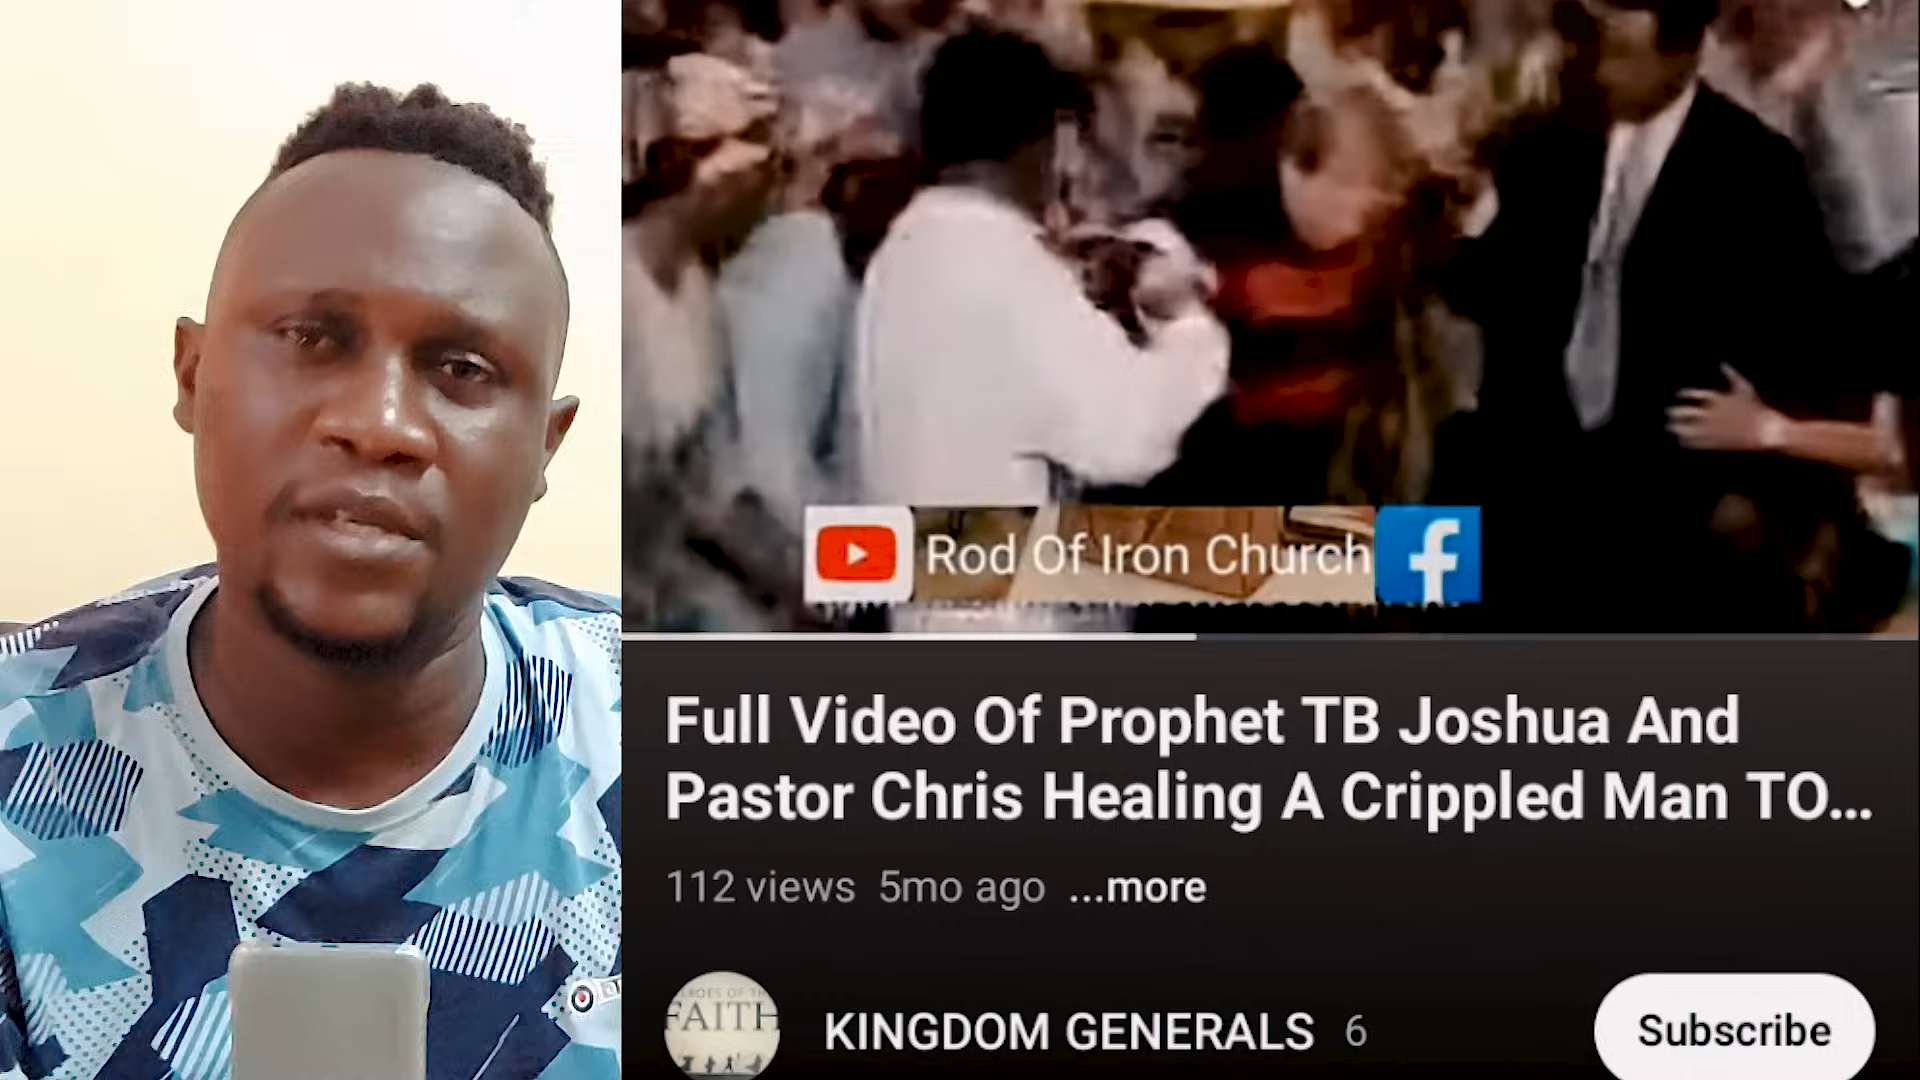 Rod Of Iron Church
Full Video Of Prophet TB Joshua And
Pastor Chris Healing A Crippled Man TO...
112 views 5mo ago ...more
FAITH
KINGDOM GENERALS 6
Subscribe